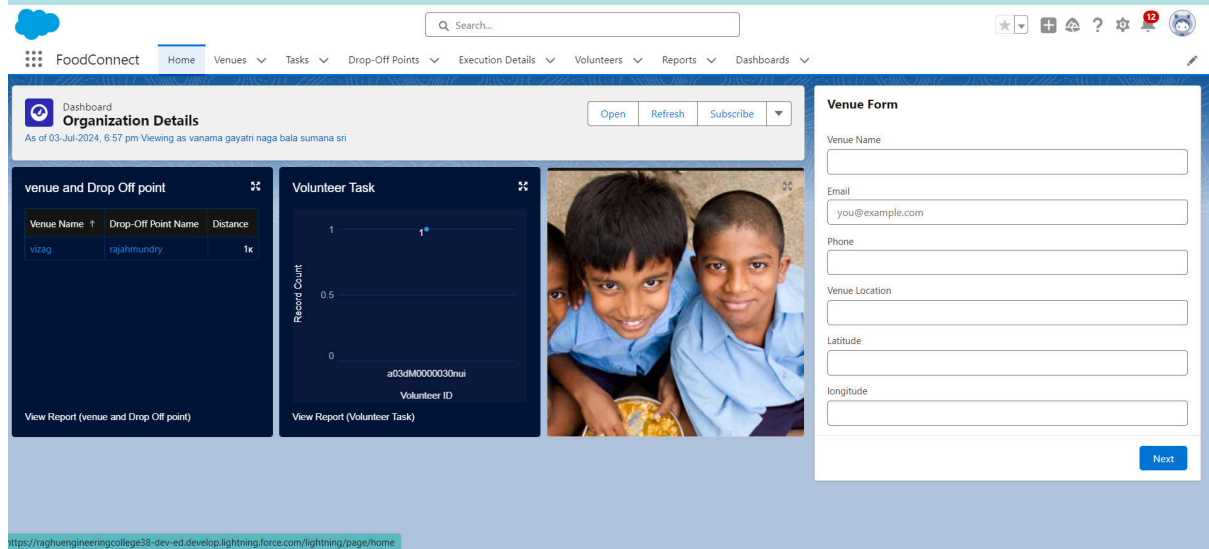 Search...
12
FoodConnect Home Venues Tasks Drop-Off Points Execution Details Volunteers Reports Dashboards
Dashboard
Organization Details
As of 03-Jul-2024, 6:57 pm Viewing as vanama gayatri naga bala sumana sri
Open Refresh Subscribe
venue and Drop Off point
Venue Name ↑ Drop-Off Point Name Distance
vizag rajahmundry 1K
View Report (venue and Drop Off point)
Volunteer Task
1
1
Record Count
0.5
0
a03dM0000030nui
Volunteer ID
View Report (Volunteer Task)
Venue Form
Venue Name
Email
you@example.com
Phone
Venue Location
Latitude
longitude
Next
https://raghuengineeringcollege38-dev-ed.develop.lightning.force.com/lightning/page/home